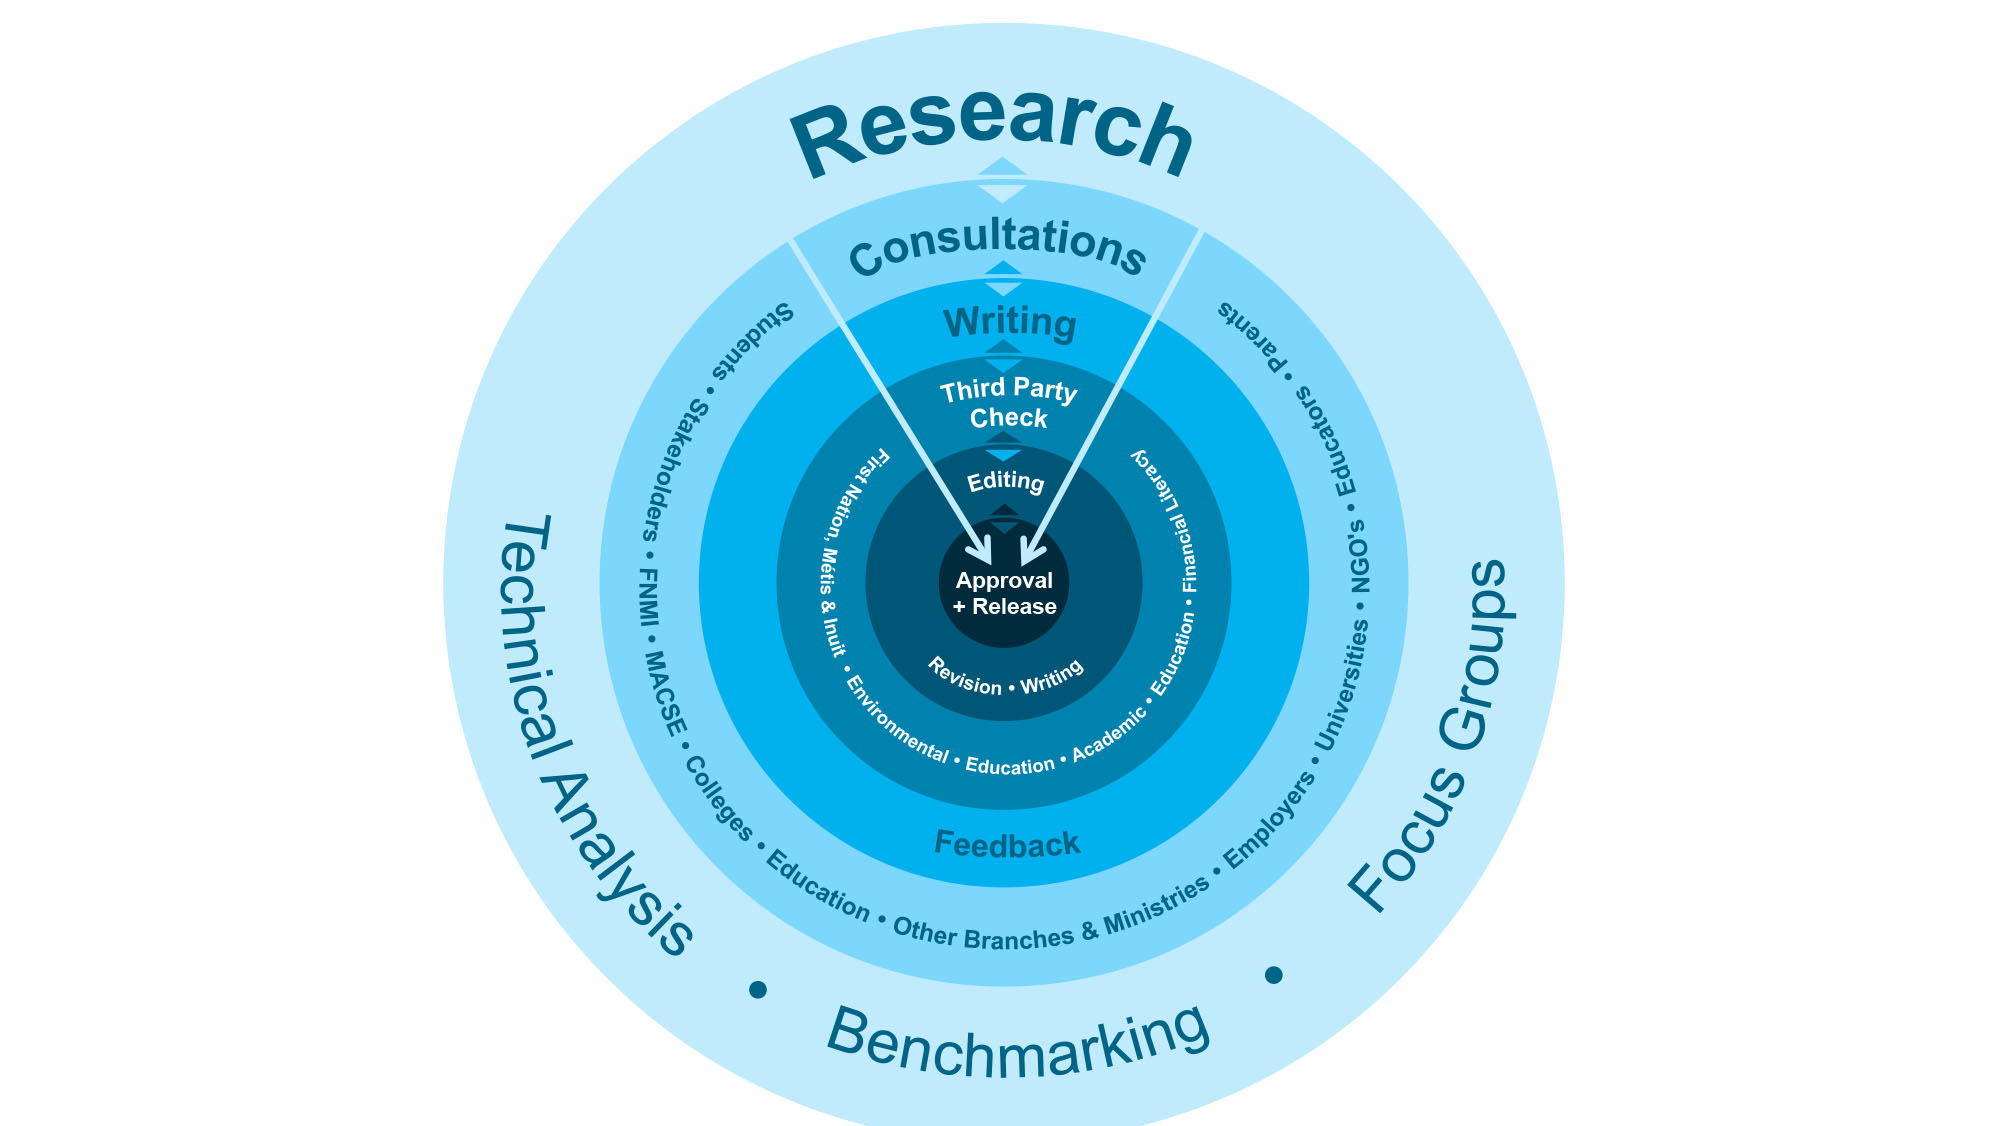 Research
Technical Analysis • Benchmarking • Focus Groups
Consultations
Students • Stakeholders • FNMI • MACSE • Colleges • Education • Other Branches & Ministries • Employers • Universities • NGO's • Educators • Parents
Writing
Feedback
Third Party
Check
First Nation, Métis & Inuit • Environmental • Education • Academic • Education • Financial Literacy
Editing
Revision • Writing
Approval
+ Release